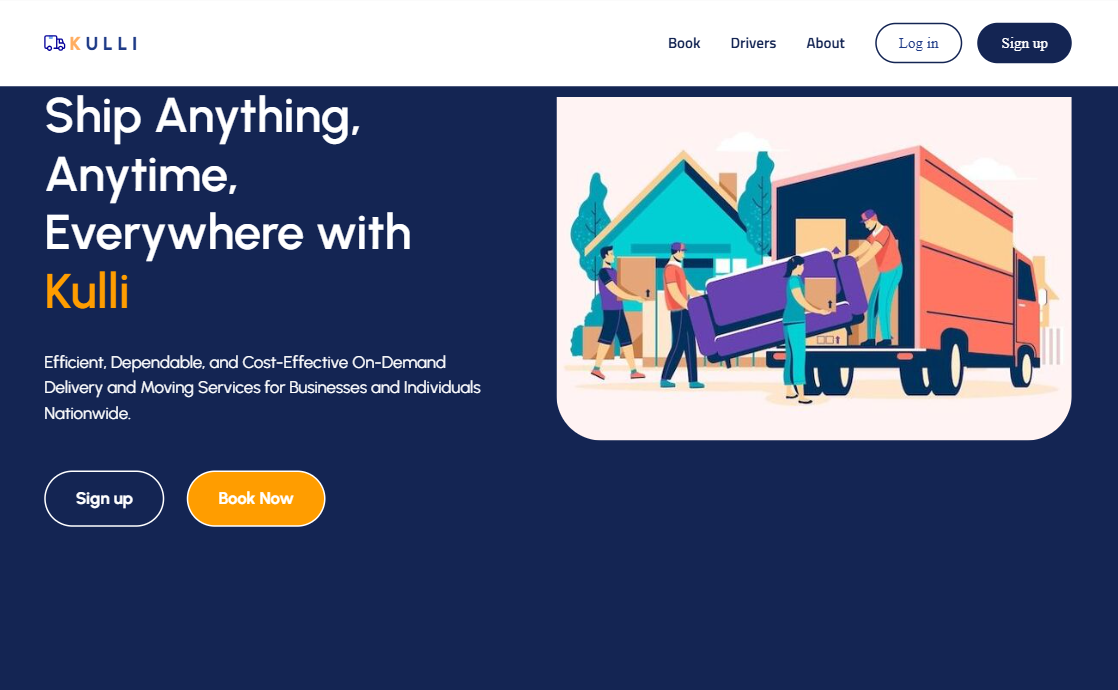 KULLI
Book
Drivers
About
Log in
Sign up
Ship Anything,
Anytime,
Everywhere with
Kulli
Efficient, Dependable, and Cost-Effective On-Demand
Delivery and Moving Services for Businesses and Individuals
Nationwide.
Sign up
Book Now